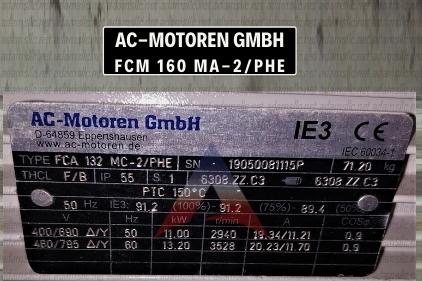 AC-MOTOREN GMBH
FCM 160 MA-2/PHE
AC-Motoren GmbH
D-64859 Eppertshausen
www.ac-motoren.de
IE3 CE
IEC 60034-1
TYPE FCA 132 MC-2/PHE SN 19050081115P 71.20 kg
THCL F/B IP 55 S 1 6308 ZZ C3 6308 ZZ C3
PTC 150°C
50 Hz IE3: 91.2 (100%)- 91.2 (75%)- 89.4 (50%)
V Hz kW r/min A COSφ
400/690 Δ/Y 50 11.00 2940 19.34/11.21 0.9
460/795 Δ/Y 60 13.20 3528 20.23/11.70 0.9